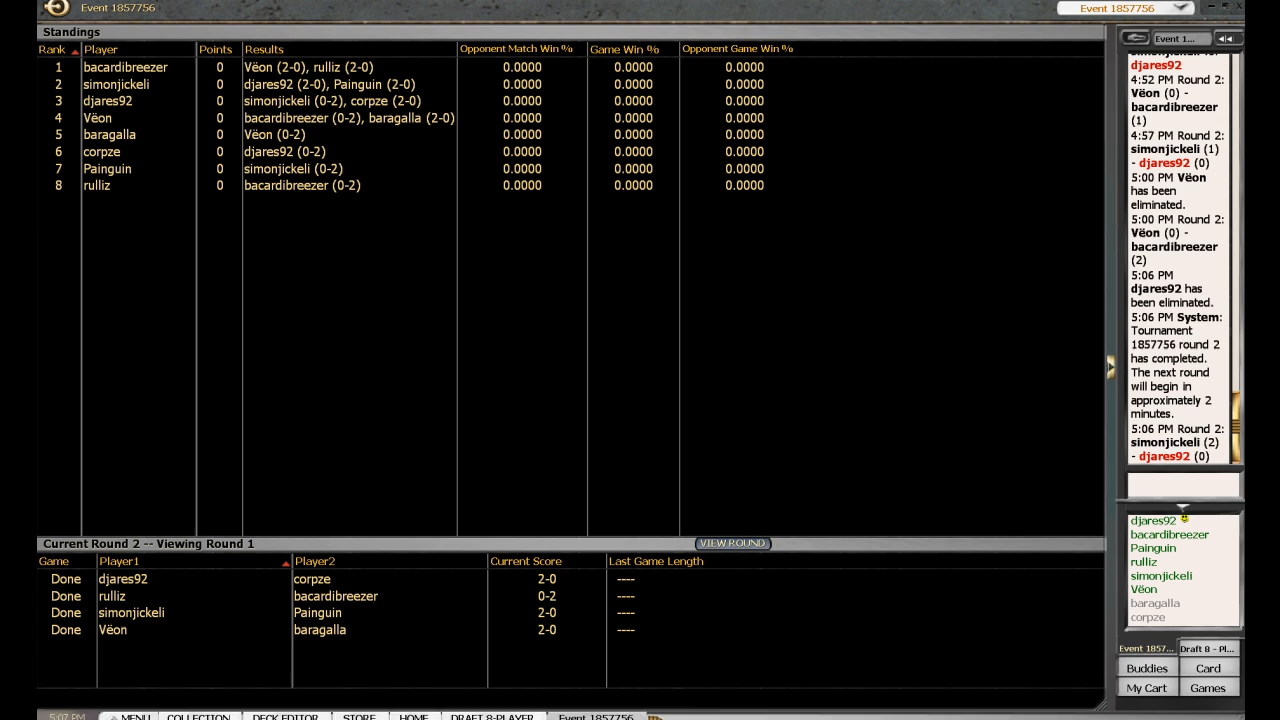 Event 1857756
Event 1857756
Standings
Rank Player Points Results Opponent Match Win % Game Win % Opponent Game Win %
1 bacardibreezer 0 Vëon (2-0), rulliz (2-0) 0.0000 0.0000 0.0000
2 simonjickeli 0 djares92 (2-0), Painguin (2-0) 0.0000 0.0000 0.0000
3 djares92 0 simonjickeli (0-2), corpze (2-0) 0.0000 0.0000 0.0000
4 Vëon 0 bacardibreezer (0-2), baragalla (2-0) 0.0000 0.0000 0.0000
5 baragalla 0 Vëon (0-2) 0.0000 0.0000 0.0000
6 corpze 0 djares92 (0-2) 0.0000 0.0000 0.0000
7 Painguin 0 simonjickeli (0-2) 0.0000 0.0000 0.0000
8 rulliz 0 bacardibreezer (0-2) 0.0000 0.0000 0.0000
Current Round 2 -- Viewing Round 1 VIEW ROUND
Game Player1 Player2 Current Score Last Game Length
Done djares92 corpze 2-0 ----
Done rulliz bacardibreezer 0-2 ----
Done simonjickeli Painguin 2-0 ----
Done Vëon baragalla 2-0 ----
Event 1...
djares92
4:52 PM Round 2:
Vëon (0) -
bacardibreezer
(1)
4:57 PM Round 2:
simonjickeli (1)
- djares92 (0)
5:00 PM Vëon
has been
eliminated.
5:00 PM Round 2:
Vëon (0) -
bacardibreezer
(2)
5:06 PM
djares92 has
been eliminated.
5:06 PM System:
Tournament
1857756 round 2
has completed.
The next round
will begin in
approximately 2
minutes.
5:06 PM Round 2:
simonjickeli (2)
- djares92 (0)
djares92
bacardibreezer
Painguin
rulliz
simonjickeli
Vëon
baragalla
corpze
Event 1857... Draft 8 - Pl...
Buddies Card
My Cart Games
5:07 PM MENU COLLECTION DECK EDITOR STORE HOME DRAFT 8-PLAYER Event 1857756